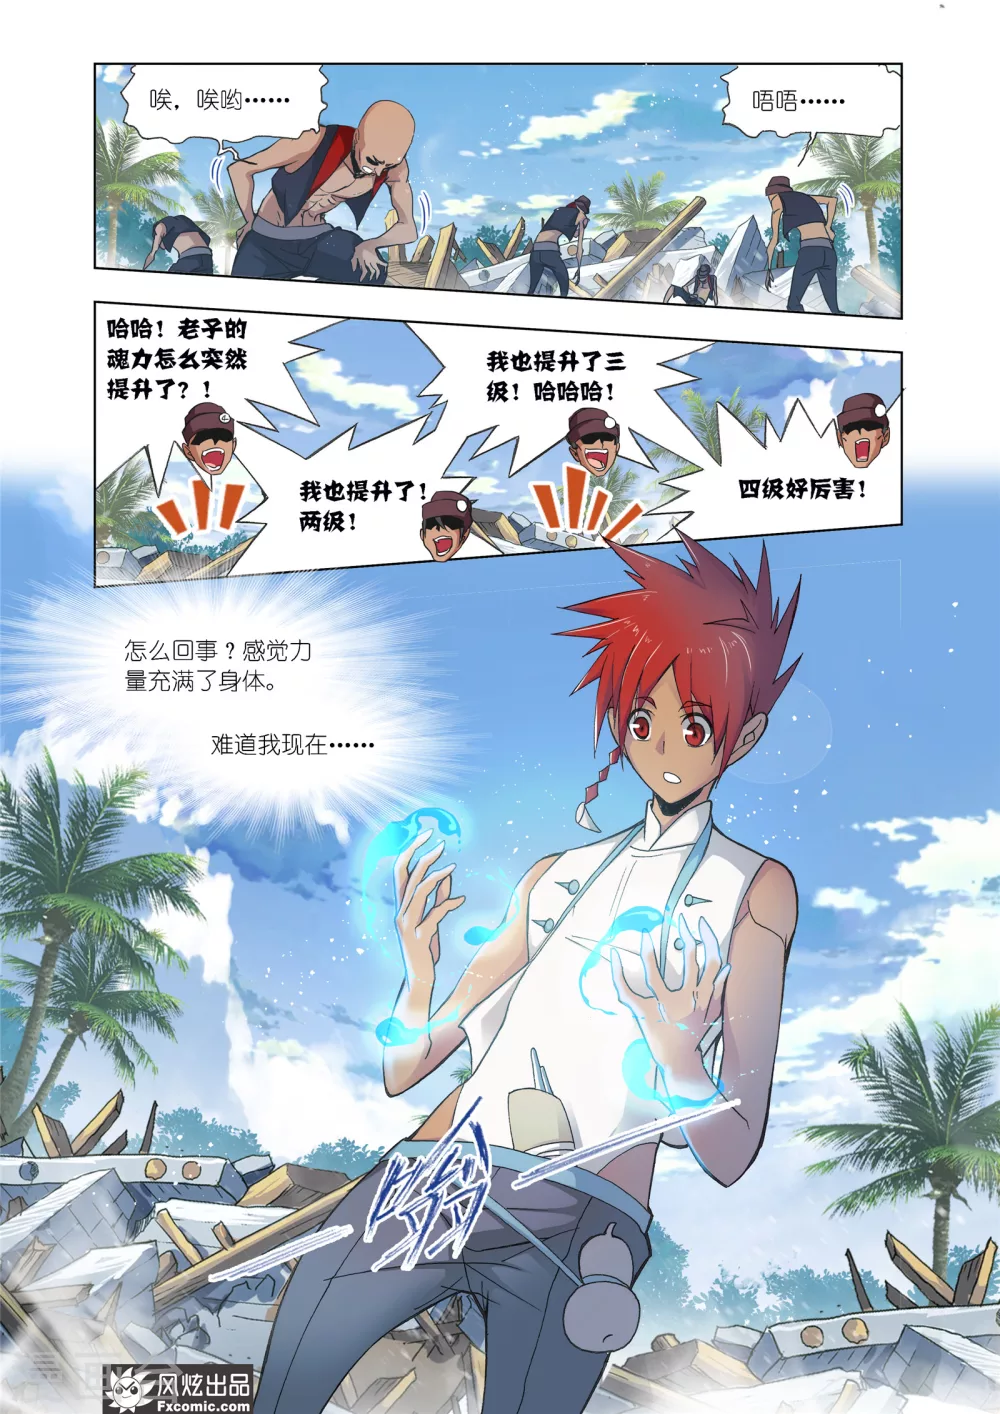 唉，唉哟……
唔唔……
哈哈！老子的
魂力怎么突然
提升了？！
我也提升了！
两级！
我也提升了三
级！哈哈哈！
四级好厉害！
怎么回事？感觉力
量充满了身体。
难道我现在……
风炫出品
Fxcomic.com